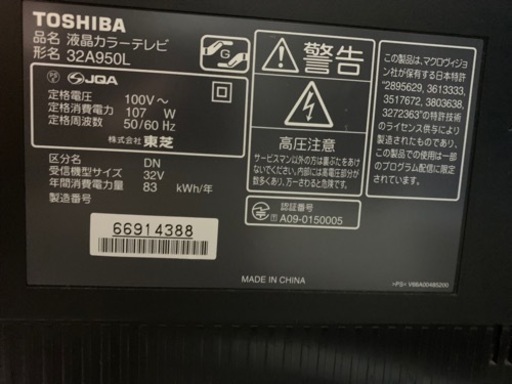 TOSHIBA
品名 液晶カラーテレビ
形名 32A950L
G
JQA
定格電圧 100V～
定格消費電力 107 W
定格周波数 50/60 Hz
株式会社 東芝
区分名 DN
受信機型サイズ 32V
年間消費電力量 83 kWh/年
製造番号
66914388
警告
高圧注意
サービスマン以外の方は裏ぶたをあけ
ないでください。内部には高電圧部分が
数多くあり、万一さわると危険です。
認証番号
A09-0150005
この製品は、マクロヴィジョ
ン社が保有する日本特許
"2895629, 3613333,
3517672, 3803638,
3272363"の特許技術
のライセンス供与により
製造されたものであり、こ
の製品での使用は一部
のプログラム配信に限定
されています。
MADE IN CHINA
>PS< V68A00485200